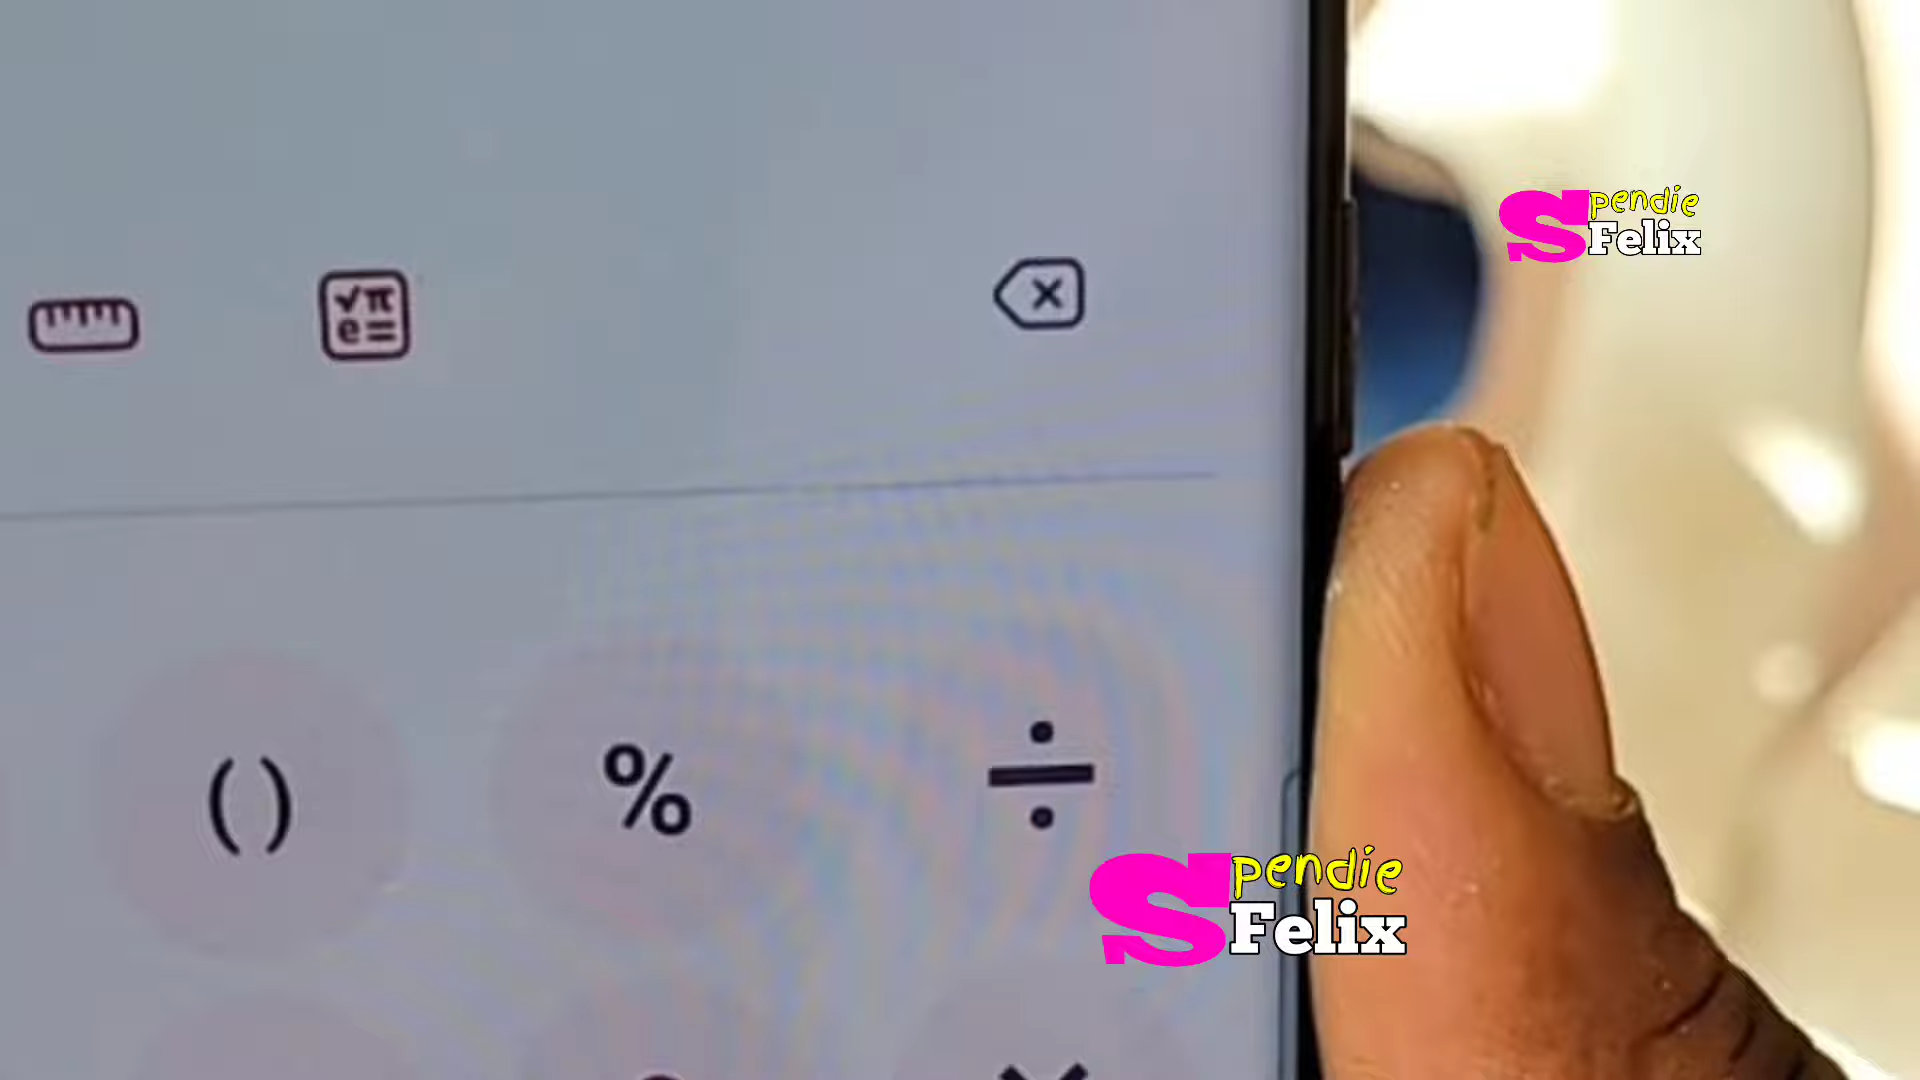 Spendie
Felix
√π
e=
( )
%
÷
Spendie
Felix